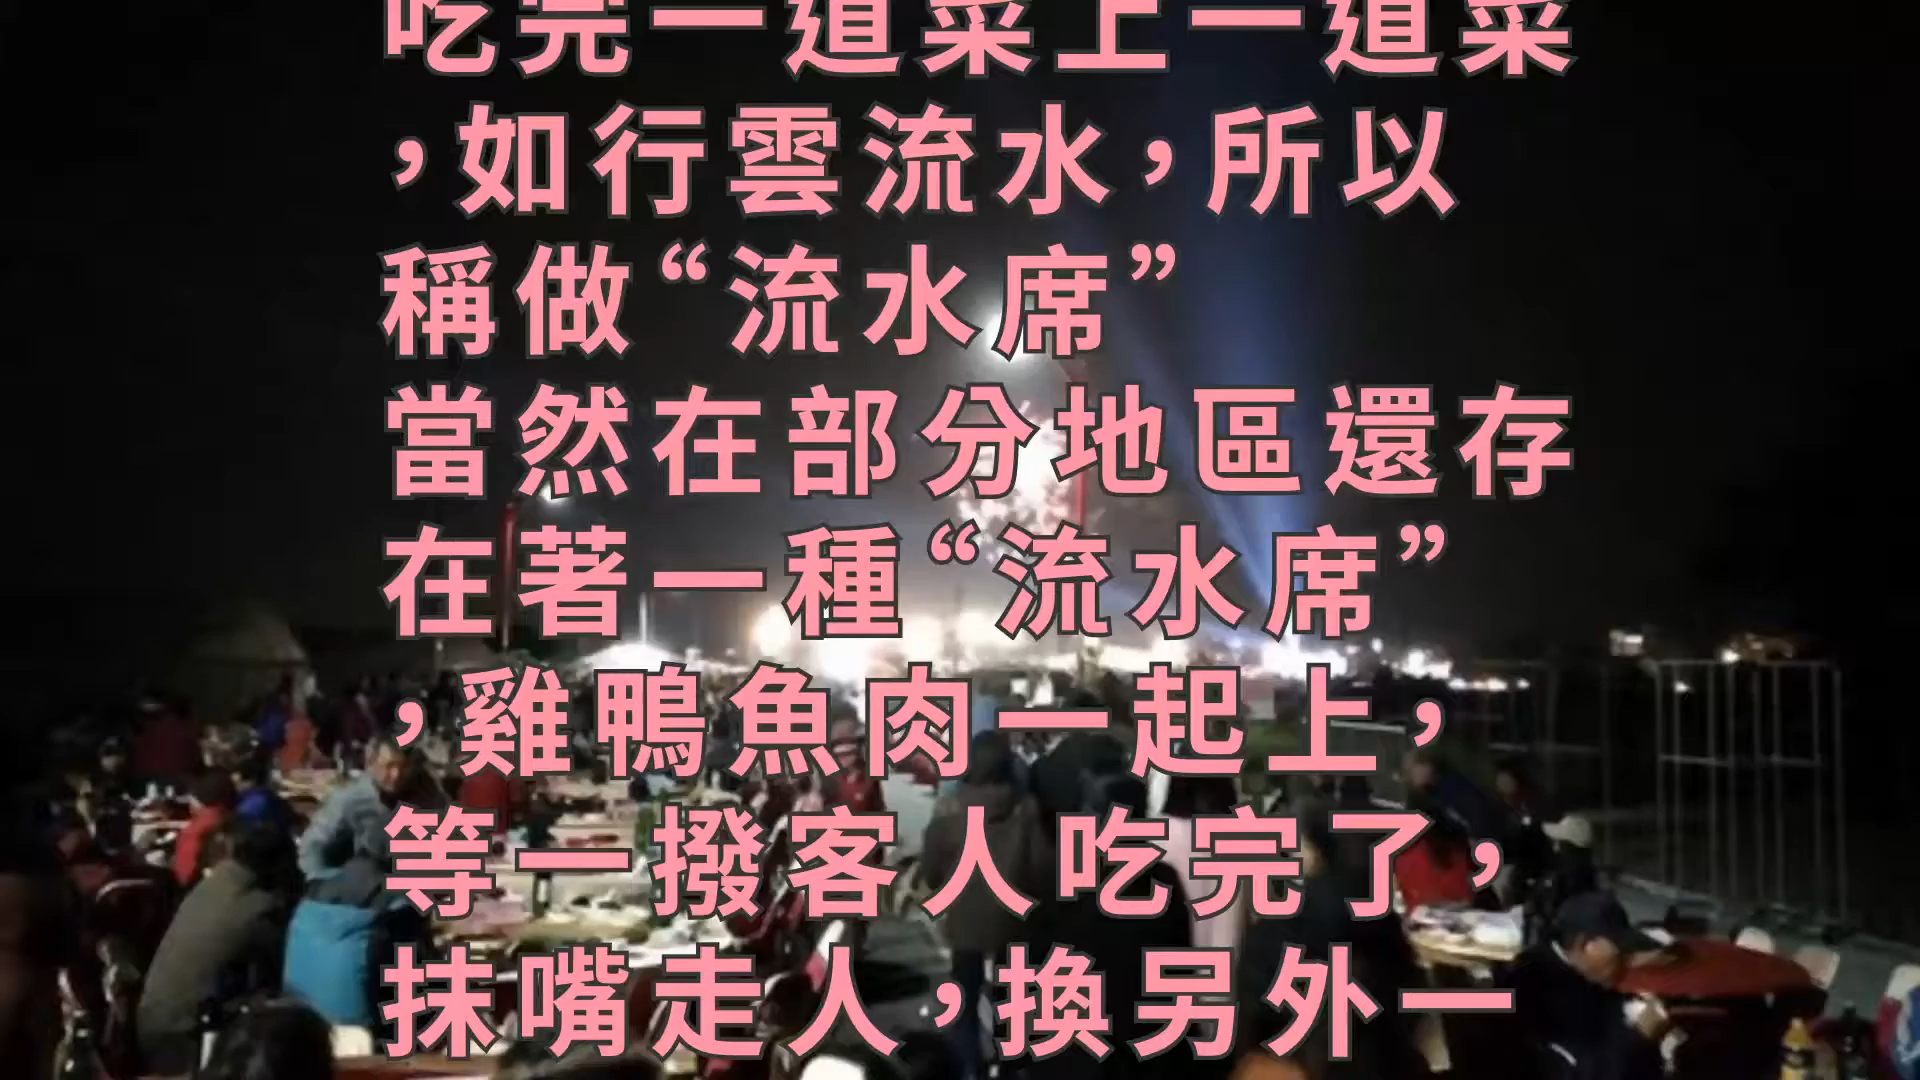 吃完一道菜上一道菜
，如行雲流水，所以
稱做“流水席”
當然在部分地區還存
在著一種“流水席”
，雞鴨魚肉一起上，
等一撥客人吃完了，
抹嘴走人，換另外一